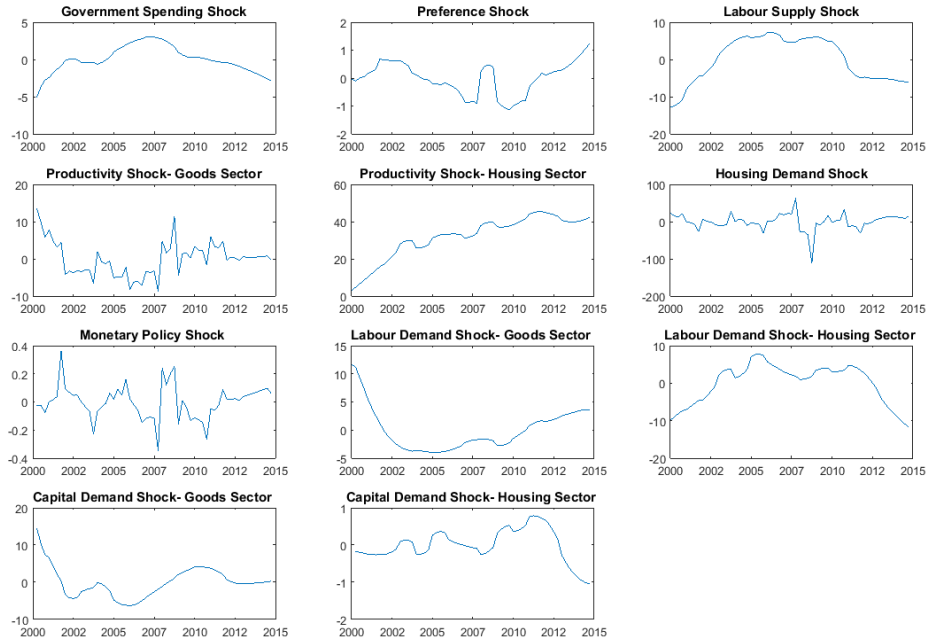 Government Spending Shock
5
0
-5
-10
2000 2002 2005 2007 2010 2012 2015
Preference Shock
2
1
0
-1
-2
2000 2002 2005 2007 2010 2012 2015
Labour Supply Shock
10
0
-10
-20
2000 2002 2005 2007 2010 2012 2015
Productivity Shock- Goods Sector
20
10
0
-10
2000 2002 2005 2007 2010 2012 2015
Productivity Shock- Housing Sector
60
40
20
0
2000 2002 2005 2007 2010 2012 2015
Housing Demand Shock
100
0
-100
-200
2000 2002 2005 2007 2010 2012 2015
Monetary Policy Shock
0.4
0.2
0
-0.2
-0.4
2000 2002 2005 2007 2010 2012 2015
Labour Demand Shock- Goods Sector
15
10
5
0
-5
2000 2002 2005 2007 2010 2012 2015
Labour Demand Shock- Housing Sector
10
0
-10
-20
2000 2002 2005 2007 2010 2012 2015
Capital Demand Shock- Goods Sector
20
10
0
-10
2000 2002 2005 2007 2010 2012 2015
Capital Demand Shock- Housing Sector
1
0
-1
-2
2000 2002 2005 2007 2010 2012 2015